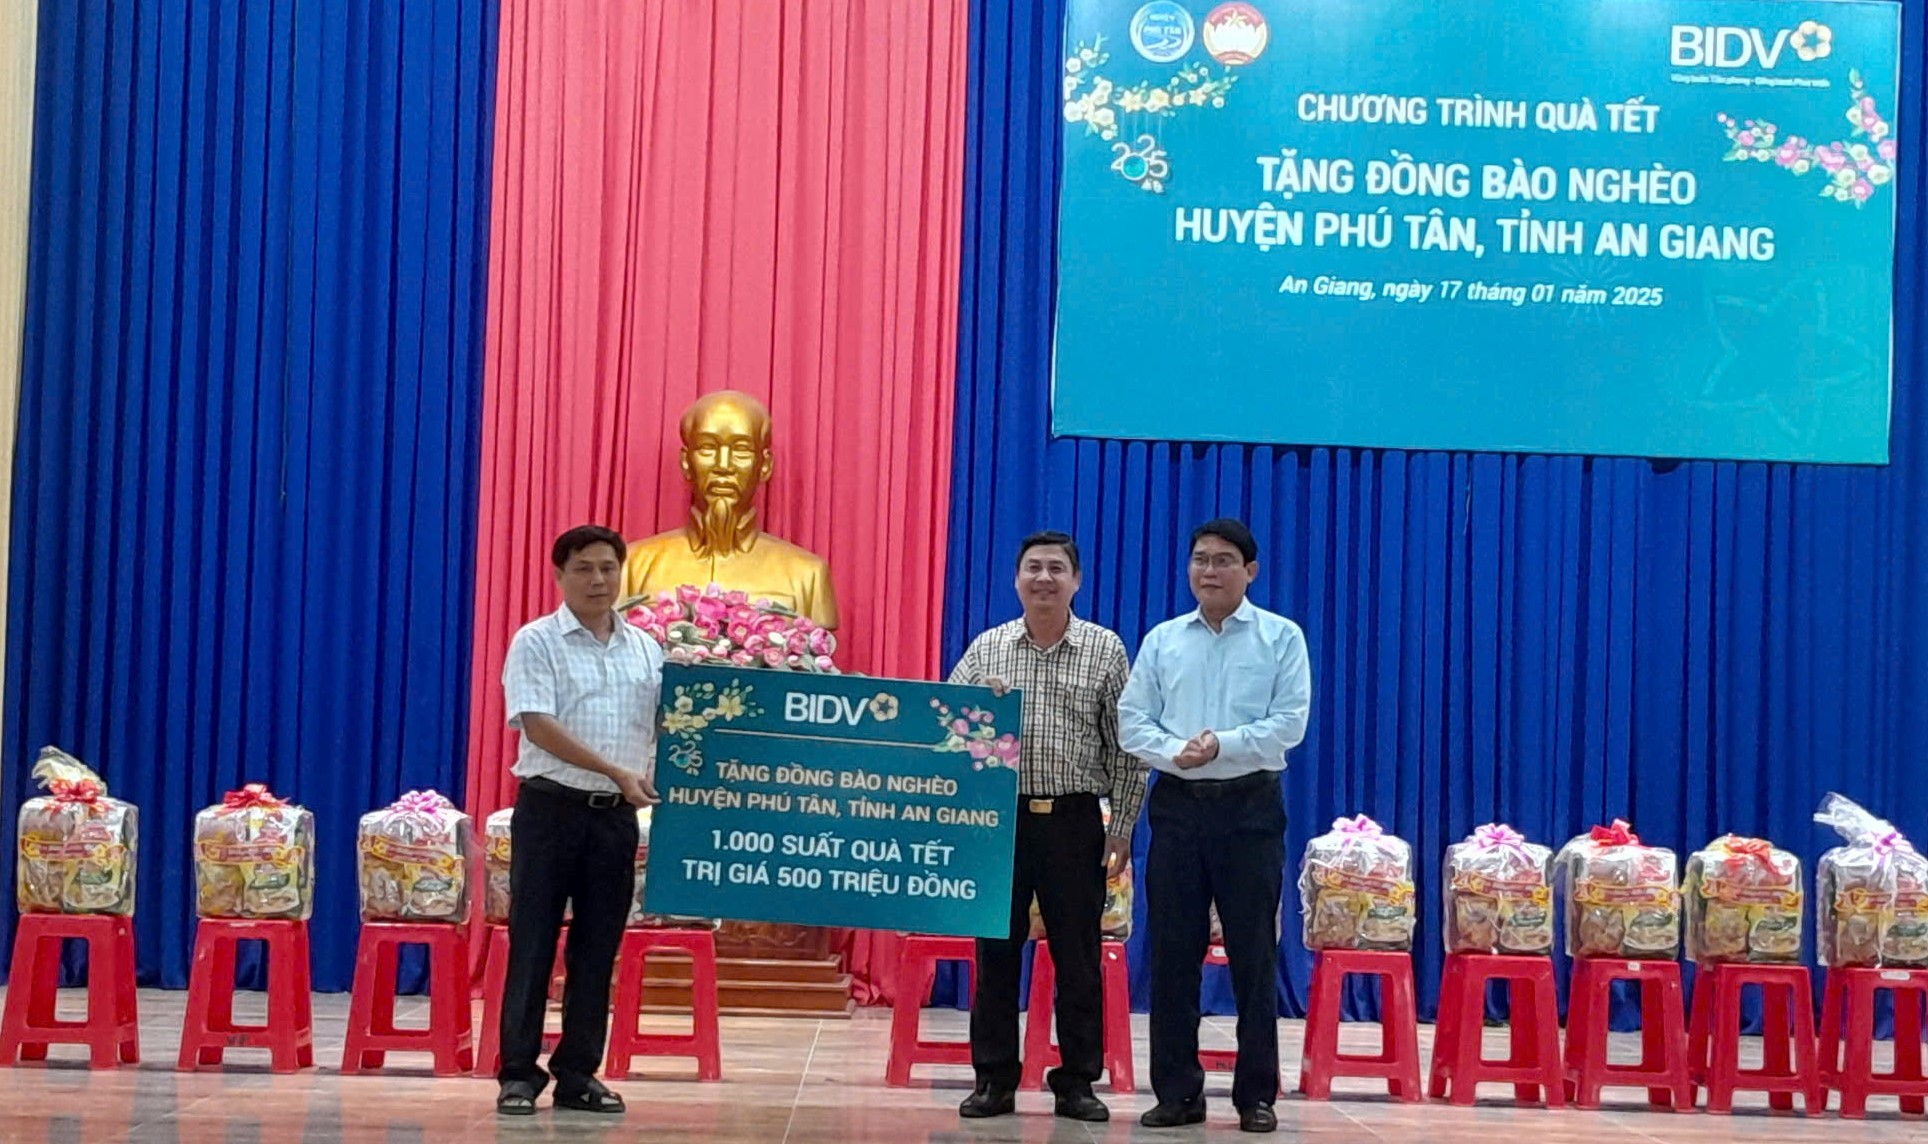 PHÚ TÂN
BIDV
CHƯƠNG TRÌNH QUÀ TẾT
2025
TẶNG ĐỒNG BÀO NGHÈO
HUYỆN PHÚ TÂN, TỈNH AN GIANG
An Giang, ngày 17 tháng 01 năm 2025
BIDV
2025
TẶNG ĐỒNG BÀO NGHÈO
HUYỆN PHÚ TÂN, TỈNH AN GIANG
1.000 SUẤT QUÀ TẾT
TRỊ GIÁ 500 TRIỆU ĐỒNG